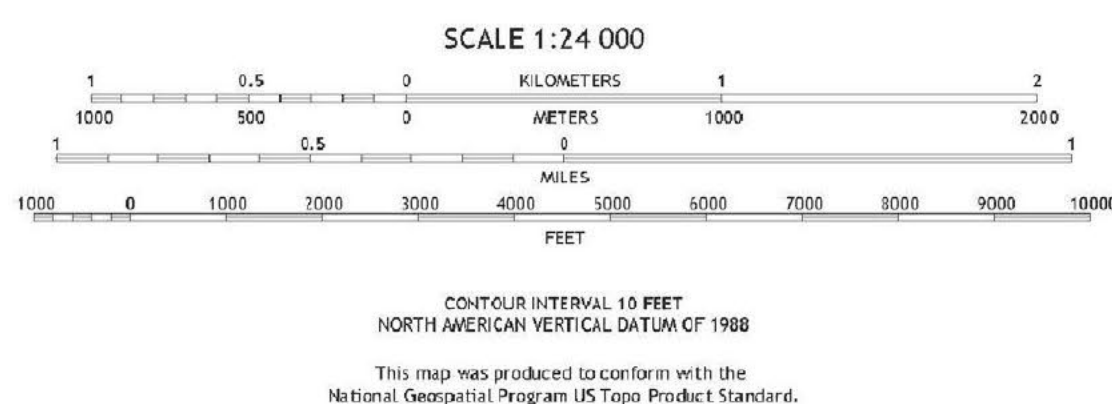 SCALE 1:24 000
1 0.5 0 KILOMETERS 1 2
1000 500 0 METERS 1000 2000
1 0.5 0 1
MILES
1000 0 1000 2000 3000 4000 5000 6000 7000 8000 9000 10000
FEET
CONTOUR INTERVAL 10 FEET
NORTH AMERICAN VERTICAL DATUM OF 1988
This map was produced to conform with the
National Geospatial Program US Topo Product Standard.